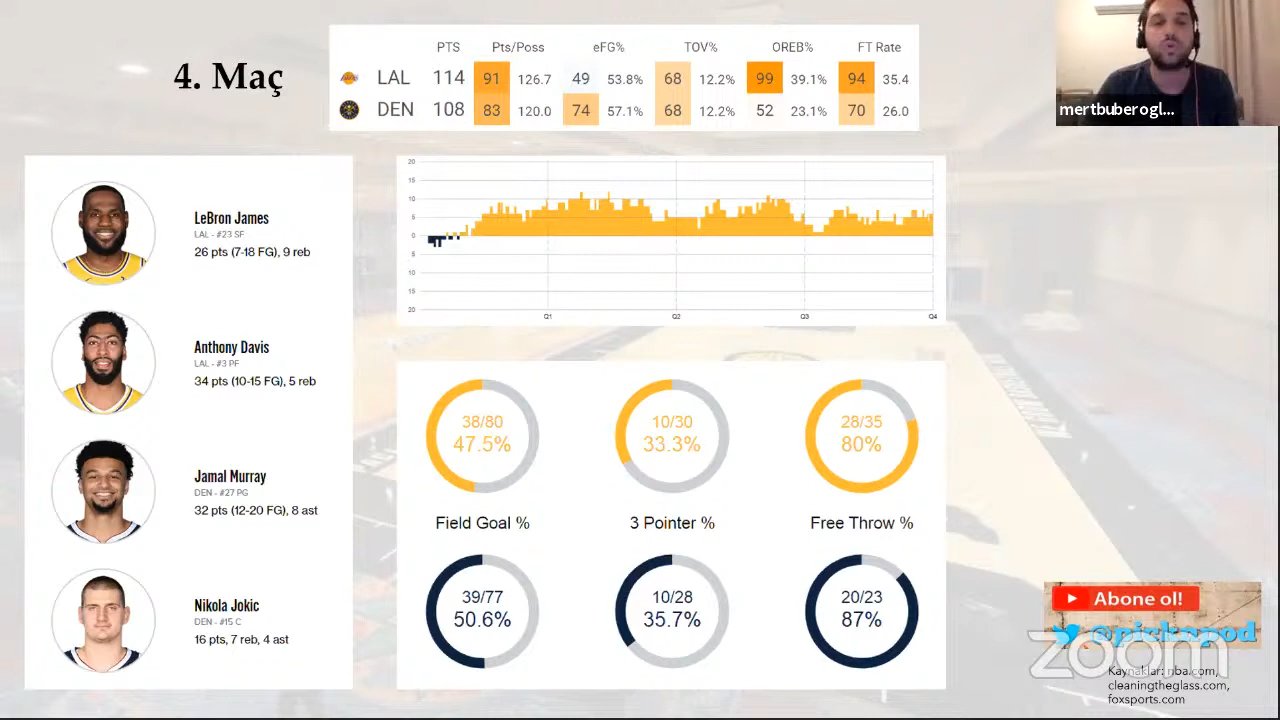 4. Maç
PTS Pts/Poss eFG% TOV% OREB% FT Rate
LAL 114 91 126.7 49 53.8% 68 12.2% 99 39.1% 94 35.4
DEN 108 83 120.0 74 57.1% 68 12.2% 52 23.1% 70 26.0
mertbuberogl...
LeBron James
LAL - #23 SF
26 pts (7-18 FG), 9 reb
Anthony Davis
LAL - #3 PF
34 pts (10-15 FG), 5 reb
Jamal Murray
DEN - #27 PG
32 pts (12-20 FG), 8 ast
Nikola Jokic
DEN - #15 C
16 pts, 7 reb, 4 ast
20
15
10
5
0
5
10
15
20
Q1 Q2 Q3 Q4
38/80 10/30 28/35
47.5% 33.3% 80%
Field Goal % 3 Pointer % Free Throw %
39/77 10/28 20/23
50.6% 35.7% 87%
Abone ol!
@picknpod
zoom
Kaynaklar: nba.com,
cleaningtheglass.com,
foxsports.com